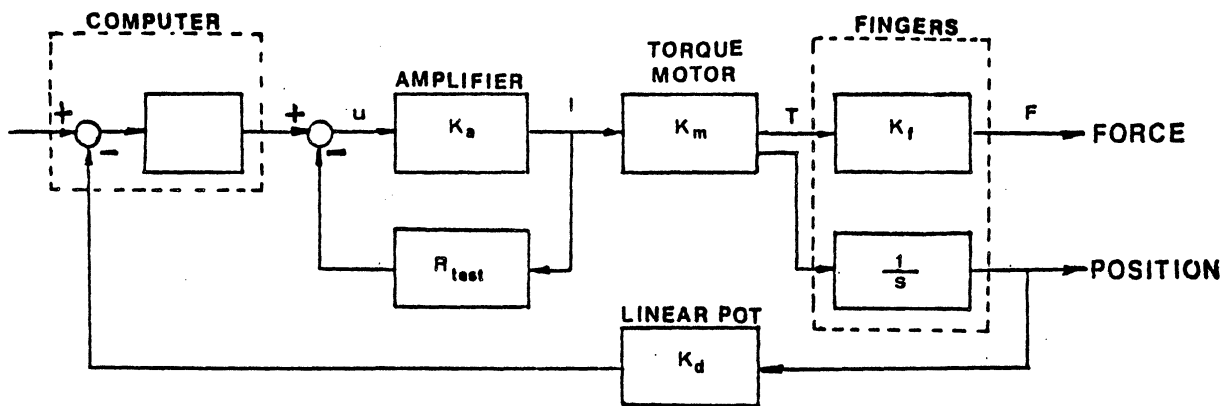 COMPUTER
FINGERS
TORQUE
MOTOR
AMPLIFIER
+
-
+
-
u
Ka
I
Km
T
Kf
F
FORCE
Rtest
1
s
POSITION
LINEAR POT
Kd